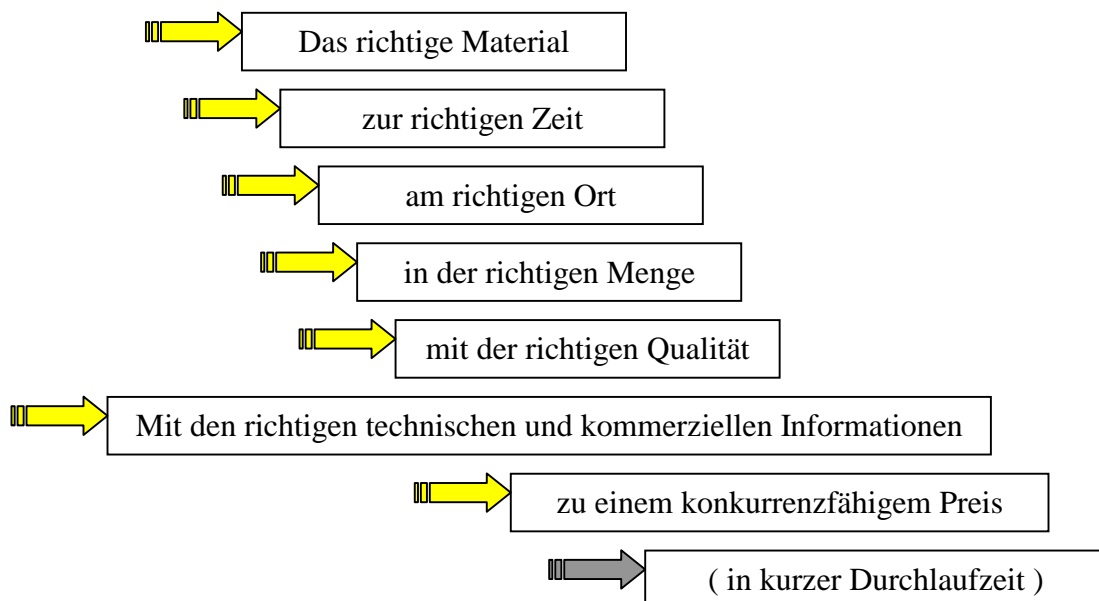 Das richtige Material
zur richtigen Zeit
am richtigen Ort
in der richtigen Menge
mit der richtigen Qualität
Mit den richtigen technischen und kommerziellen Informationen
zu einem konkurrenzfähigem Preis
( in kurzer Durchlaufzeit )